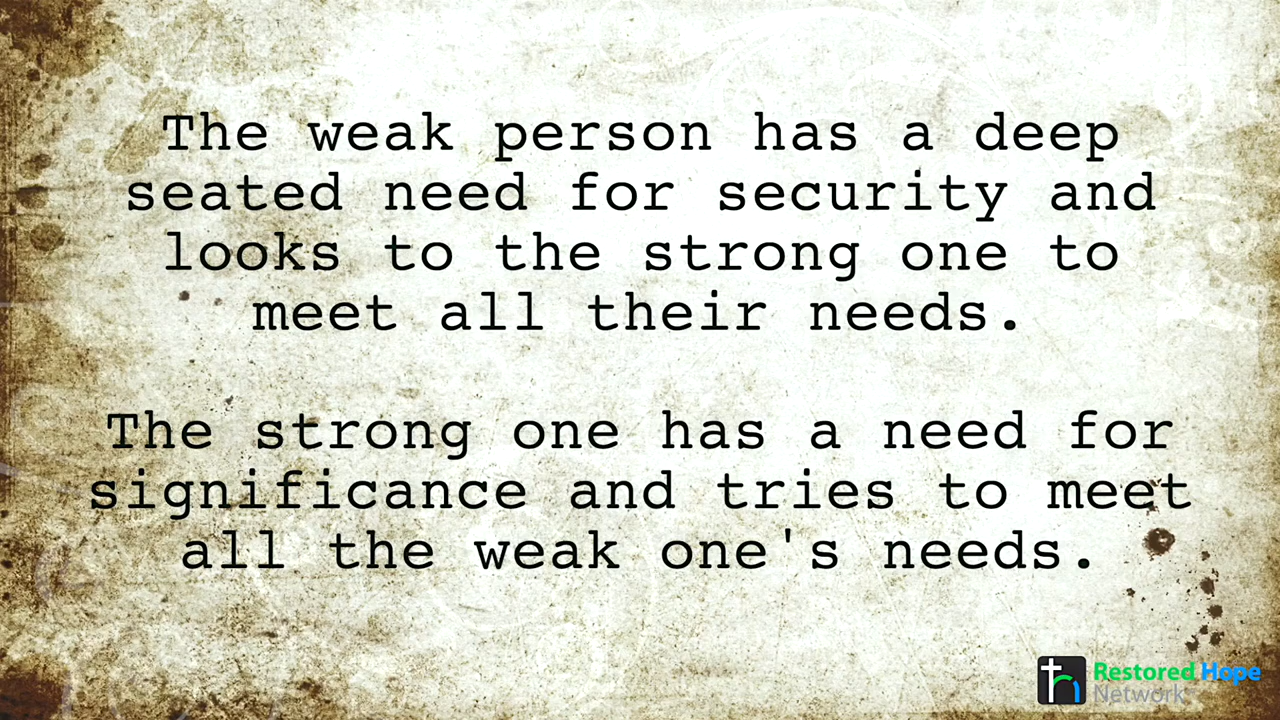 The weak person has a deep
seated need for security and
looks to the strong one to
meet all their needs.
The strong one has a need for
significance and tries to meet
all the weak one's needs.
Restored Hope
Network